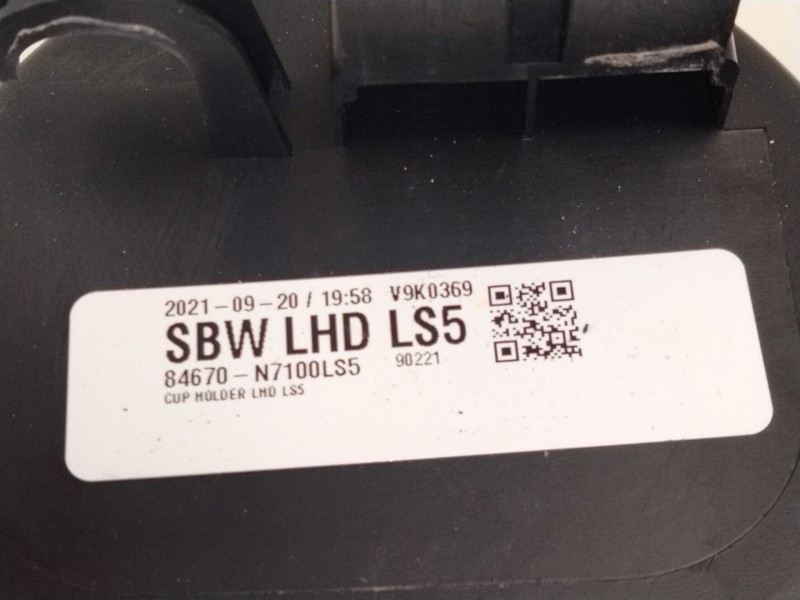 2021-09-20 / 19:58 V9K0369
SBW LHD LS5
84670-N7100LS5 90221
CUP HOLDER LHD LS5